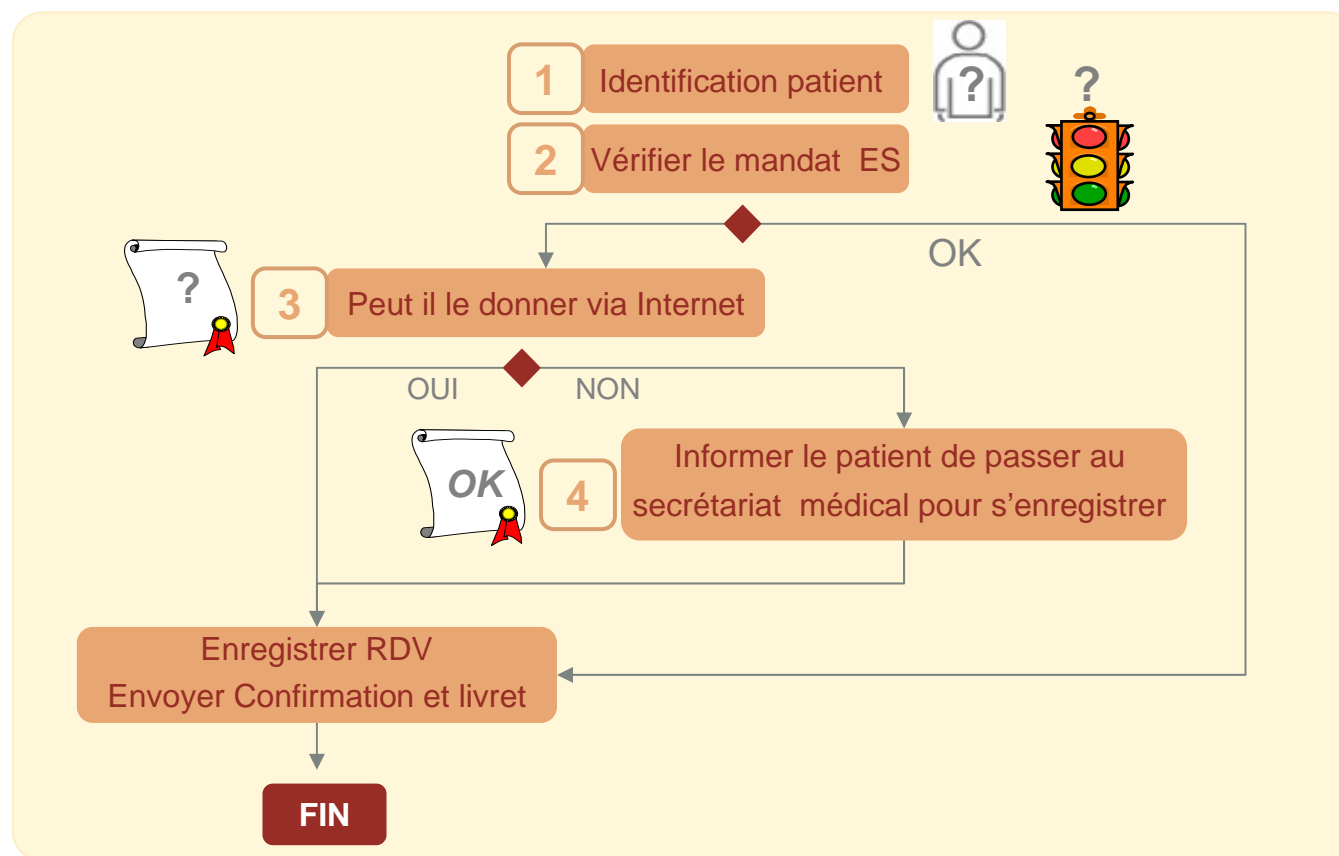 1
Identification patient
?
?
2
Vérifier le mandat ES
OK
?
3
Peut il le donner via Internet
OUI
NON
OK
4
Informer le patient de passer au
secrétariat médical pour s’enregistrer
Enregistrer RDV
Envoyer Confirmation et livret
FIN